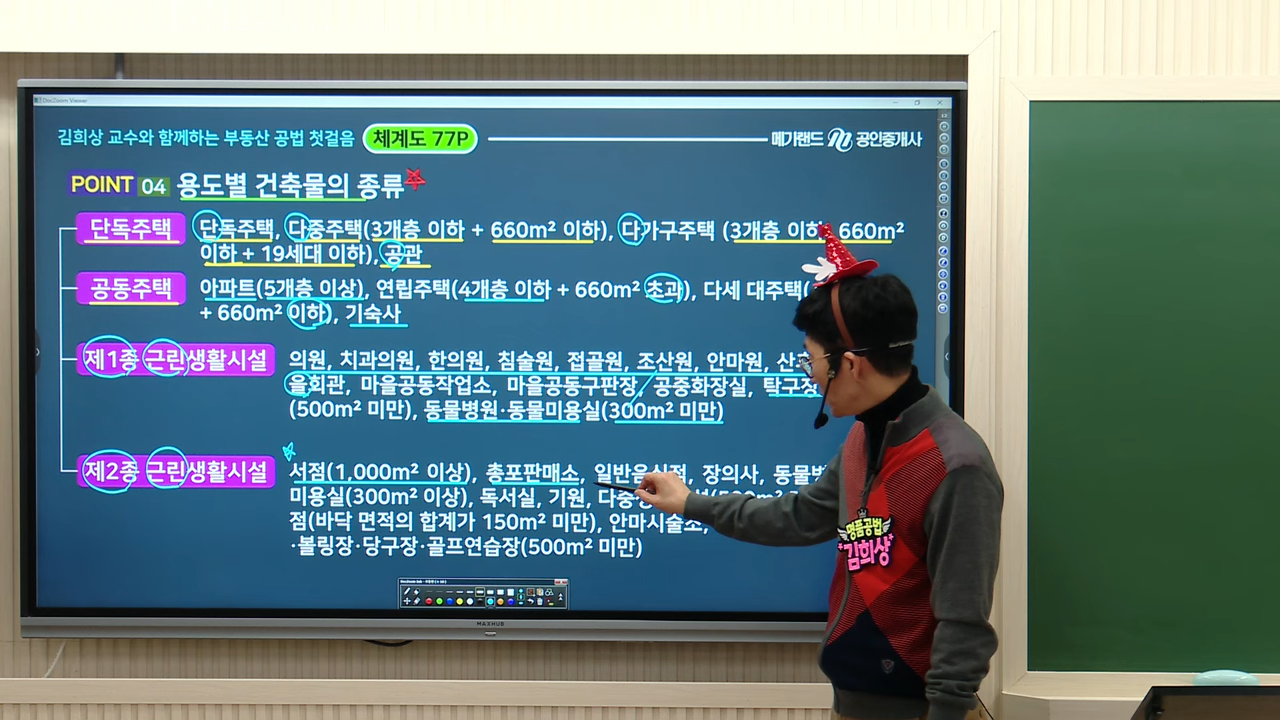 DocZoom Viewer
김희상 교수와 함께하는 부동산 공법 첫걸음 체계도 77P 메가랜드 공인중개사
POINT 04 용도별 건축물의 종류
단독주택 단독주택, 다중주택(3개층 이하 + 660m² 이하), 다가구주택 (3개층 이하 660m²
이하 + 19세대 이하), 공관
공동주택 아파트(5개층 이상), 연립주택(4개층 이하 + 660m² 초과), 다세 대주택(
+ 660m² 이하), 기숙사
제1종 근린생활시설 의원, 치과의원, 한의원, 침술원, 접골원, 조산원, 안마원,
을회관, 마을공동작업소, 마을공동구판장, 공중화장실, 탁구장
(500m² 미만), 동물병원·동물미용실(300m² 미만)
제2종 근린생활시설 서점(1,000m² 이상), 총포판매소, 일반음식점, 장의사,
미용실(300m² 이상), 독서실, 기원,
점(바닥 면적의 합계가 150m² 미만), 안마시술소,
·볼링장·당구장·골프연습장(500m² 미만)
명품공법
김희상
MAXHUB